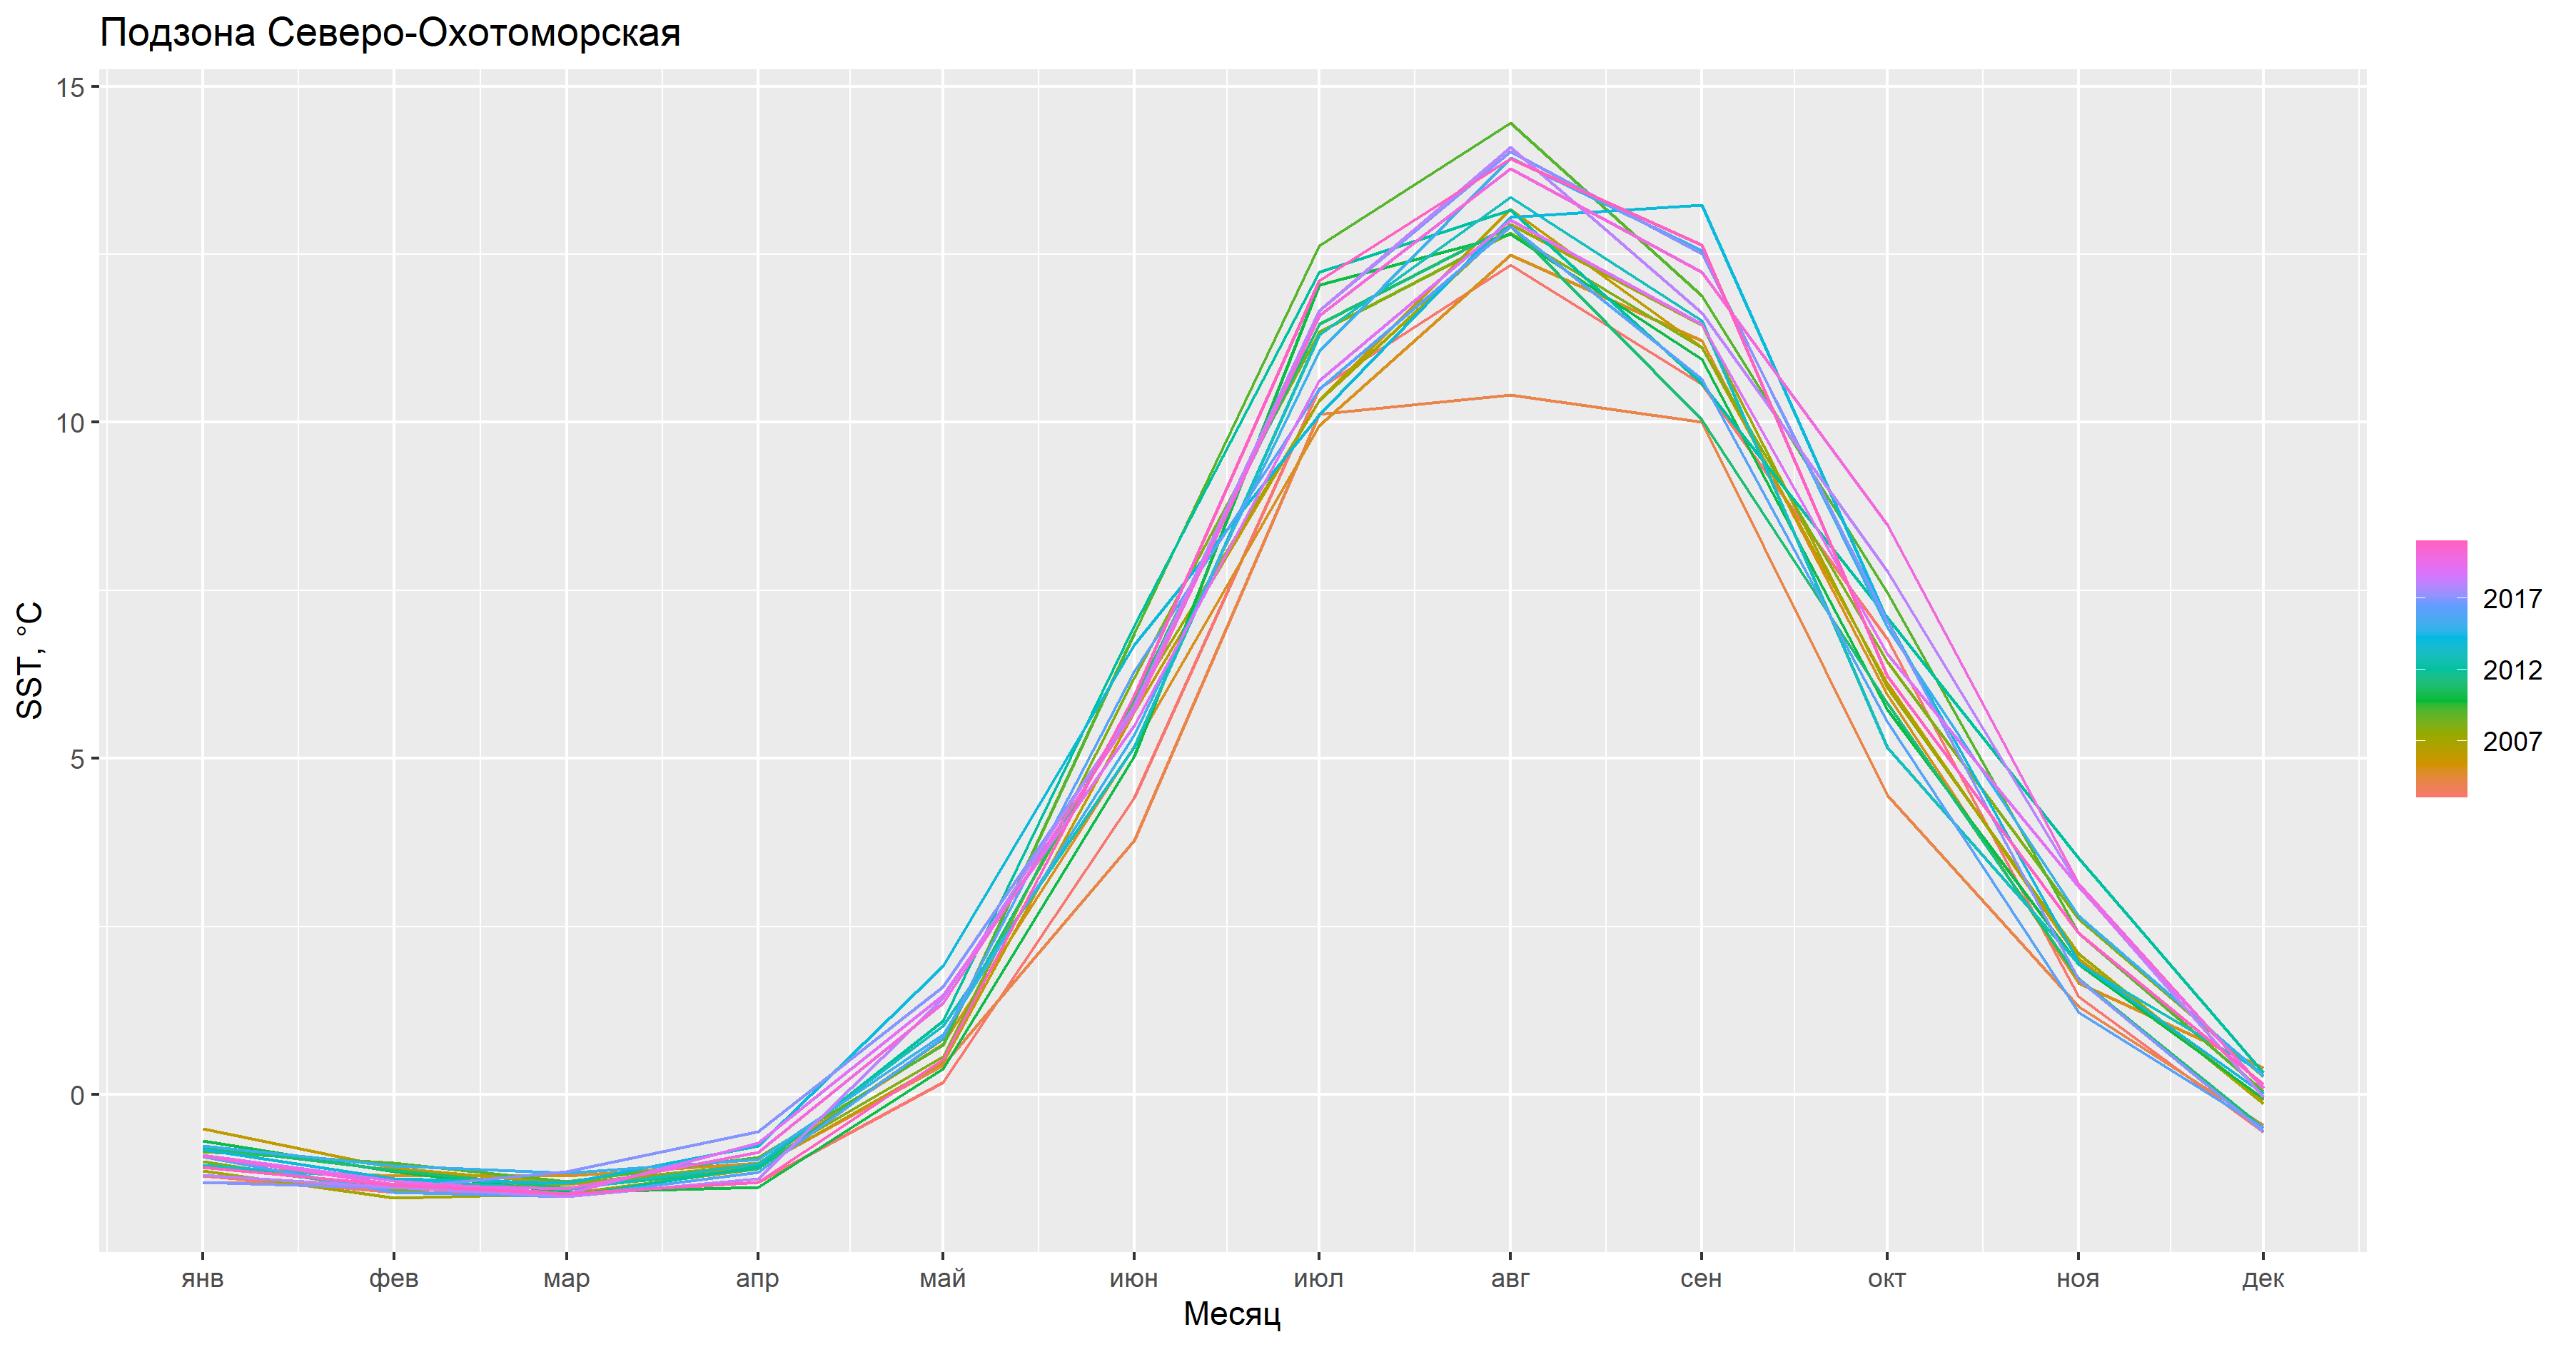 Подзона Северо-Охотоморская
15
10
5
0
SST, °C
янв фев мар апр май июн июл авг сен окт ноя дек
Месяц
2017
2012
2007